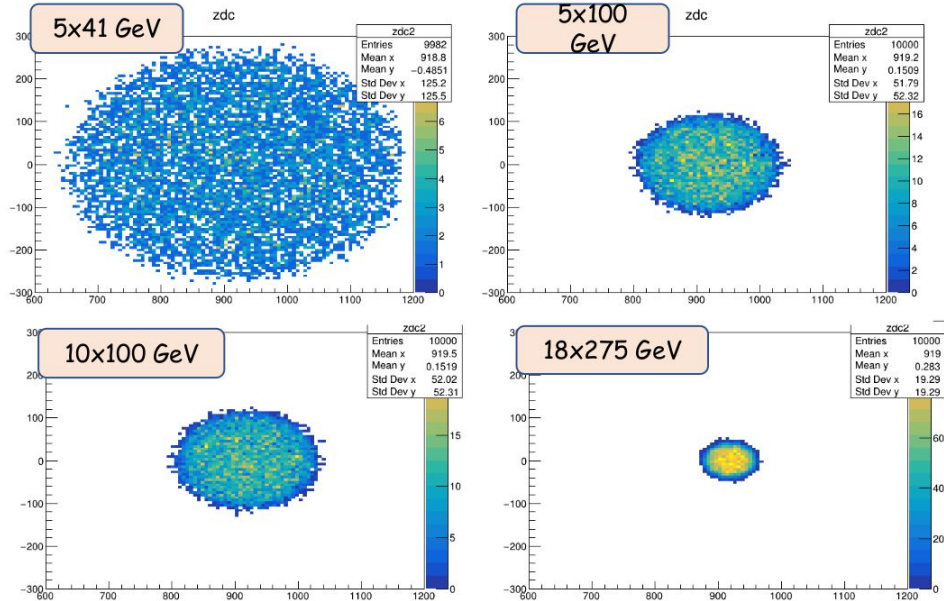 5x41 GeV
zdc
zdc2
Entries 9982
Mean x 918.8
Mean y −0.4851
Std Dev x 125.2
Std Dev y 125.5
300
200
100
0
−100
−200
−300
600 700 800 900 1000 1100 1200
6
5
4
3
2
1
0
5x100
GeV
zdc
zdc2
Entries 10000
Mean x 919.2
Mean y 0.1509
Std Dev x 51.79
Std Dev y 52.32
300
200
100
0
−100
−200
−300
600 700 800 900 1000 1100 1200
16
14
12
10
8
6
4
2
0
10x100 GeV
zdc2
Entries 10000
Mean x 919.5
Mean y 0.1519
Std Dev x 52.02
Std Dev y 52.31
200
100
0
−100
−200
−300
600 700 800 900 1000 1100 1200
15
10
5
0
18x275 GeV
zdc2
Entries 10000
Mean x 919
Mean y 0.283
Std Dev x 19.29
Std Dev y 19.29
200
100
0
−100
−200
−300
600 700 800 900 1000 1100 1200
60
40
20
0